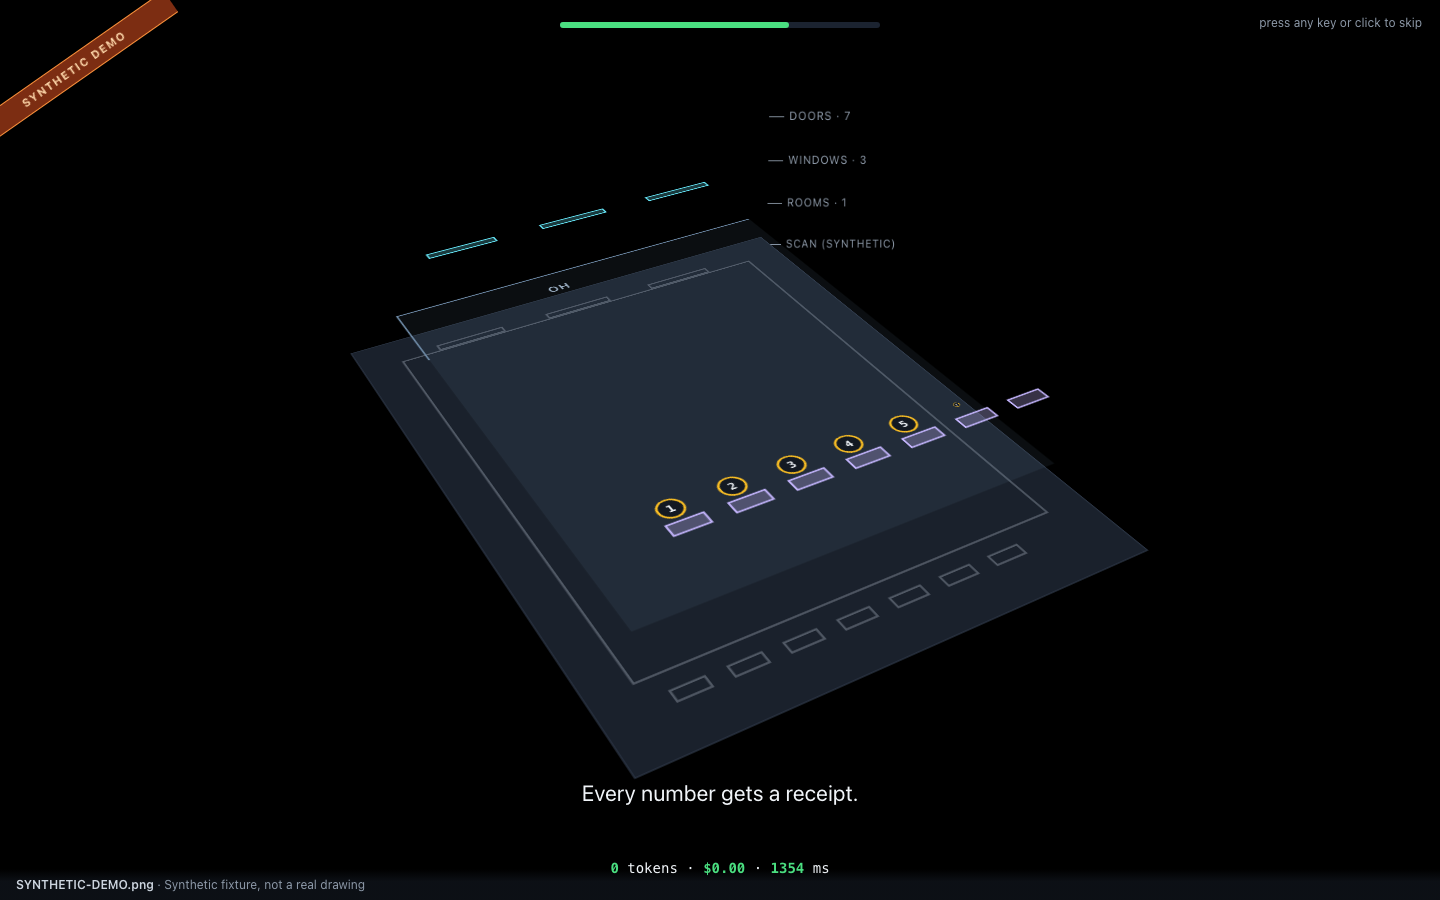 SYNTHETIC DEMO
press any key or click to skip
DOORS · 7
WINDOWS · 3
ROOMS · 1
SCAN (SYNTHETIC)
OH
5
4
3
2
1
Every number gets a receipt.
0 tokens · $0.00 · 1354 ms
SYNTHETIC-DEMO.png · Synthetic fixture, not a real drawing